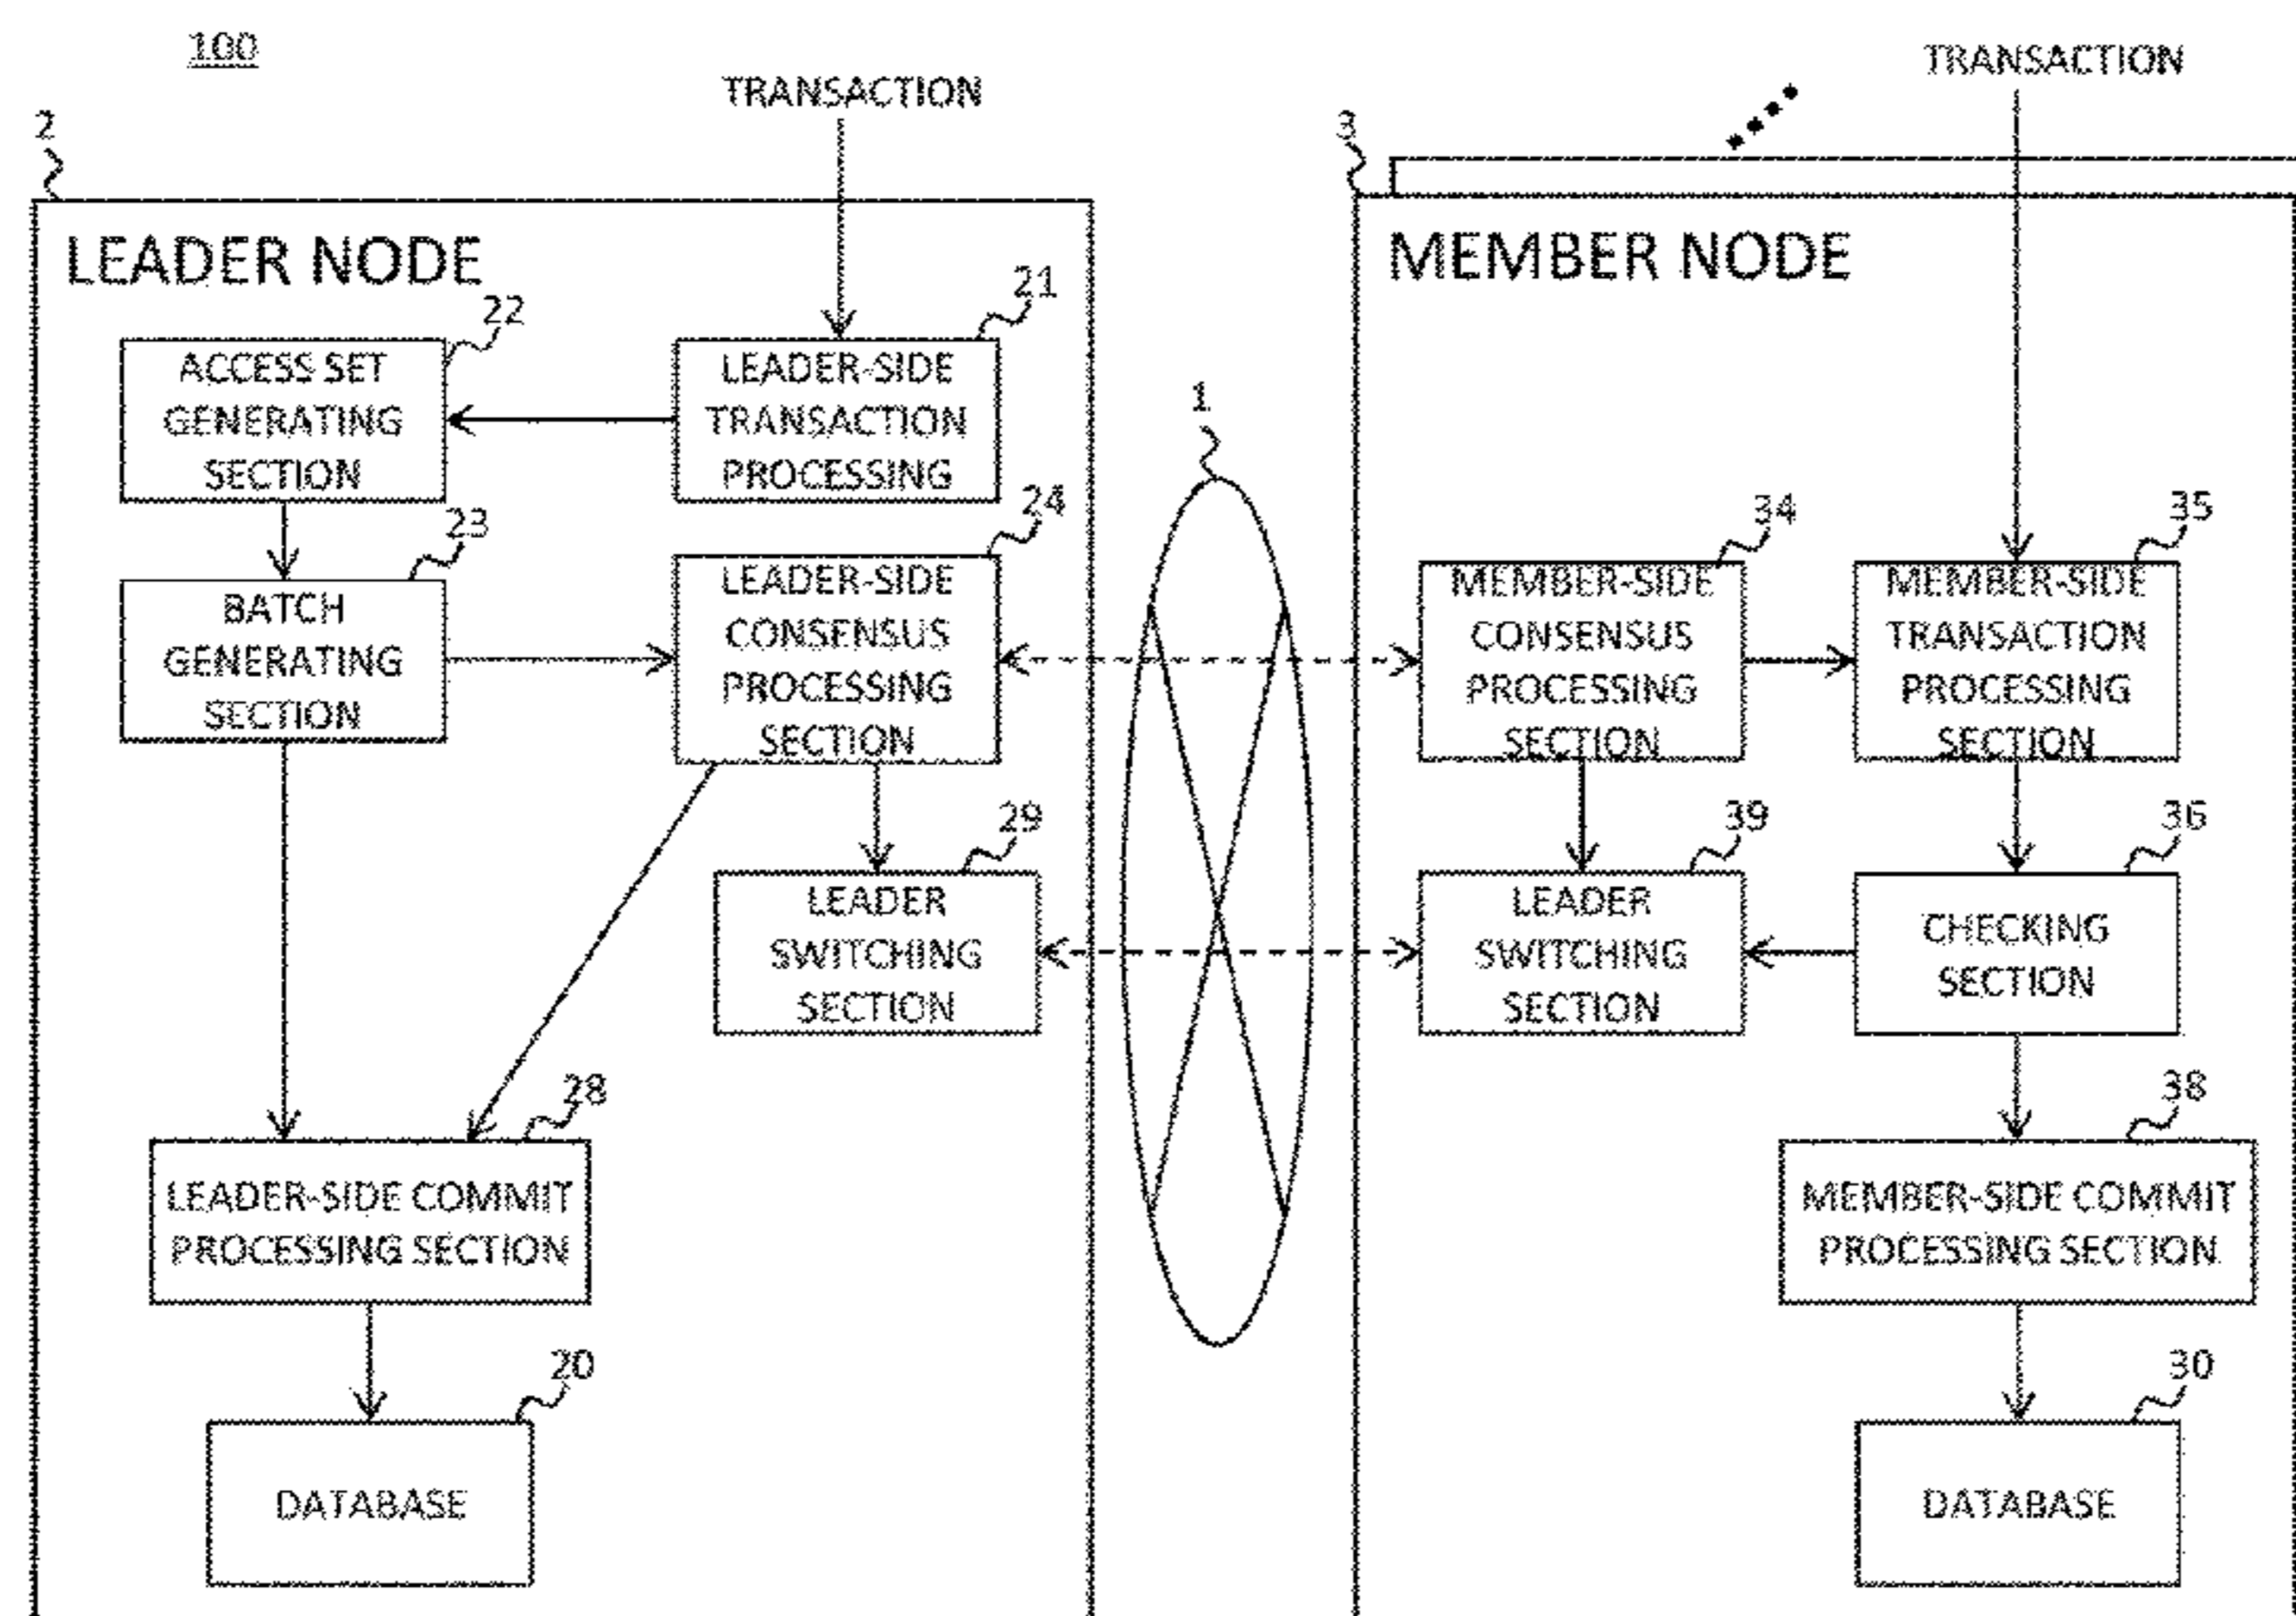 100
TRANSACTION
TRANSACTION
2
3
LEADER NODE
22
21
ACCESS SET
GENERATING
SECTION
LEADER-SIDE
TRANSACTION
PROCESSING
23
24
BATCH
GENERATING
SECTION
LEADER-SIDE
CONSENSUS
PROCESSING
SECTION
29
LEADER
SWITCHING
SECTION
28
LEADER-SIDE COMMIT
PROCESSING SECTION
20
DATABASE
1
MEMBER NODE
34
35
MEMBER-SIDE
CONSENSUS
PROCESSING
SECTION
MEMBER-SIDE
TRANSACTION
PROCESSING
SECTION
39
36
LEADER
SWITCHING
SECTION
CHECKING
SECTION
38
MEMBER-SIDE COMMIT
PROCESSING SECTION
30
DATABASE